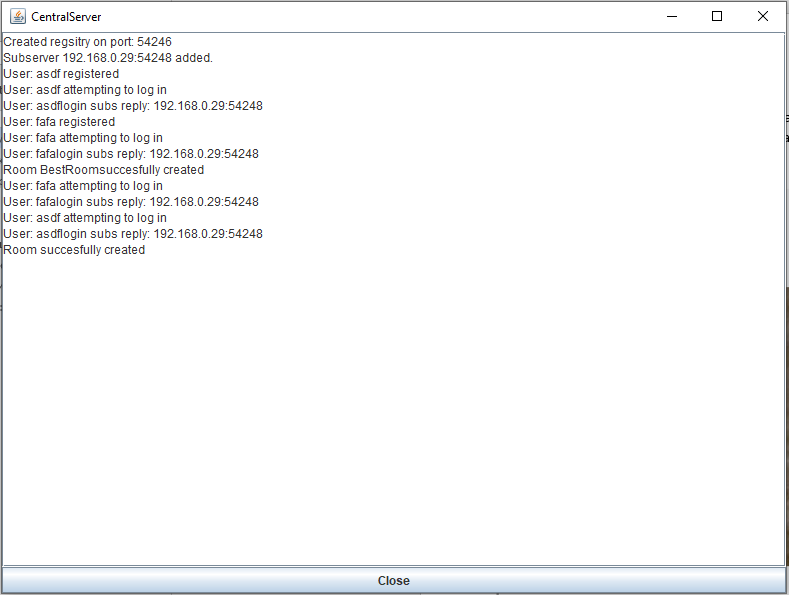 CentralServer
Created regsitry on port: 54246
Subserver 192.168.0.29:54248 added.
User: asdf registered
User: asdf attempting to log in
User: asdflogin subs reply: 192.168.0.29:54248
User: fafa registered
User: fafa attempting to log in
User: fafalogin subs reply: 192.168.0.29:54248
Room BestRoomsuccesfully created
User: fafa attempting to log in
User: fafalogin subs reply: 192.168.0.29:54248
User: asdf attempting to log in
User: asdflogin subs reply: 192.168.0.29:54248
Room succesfully created
Close